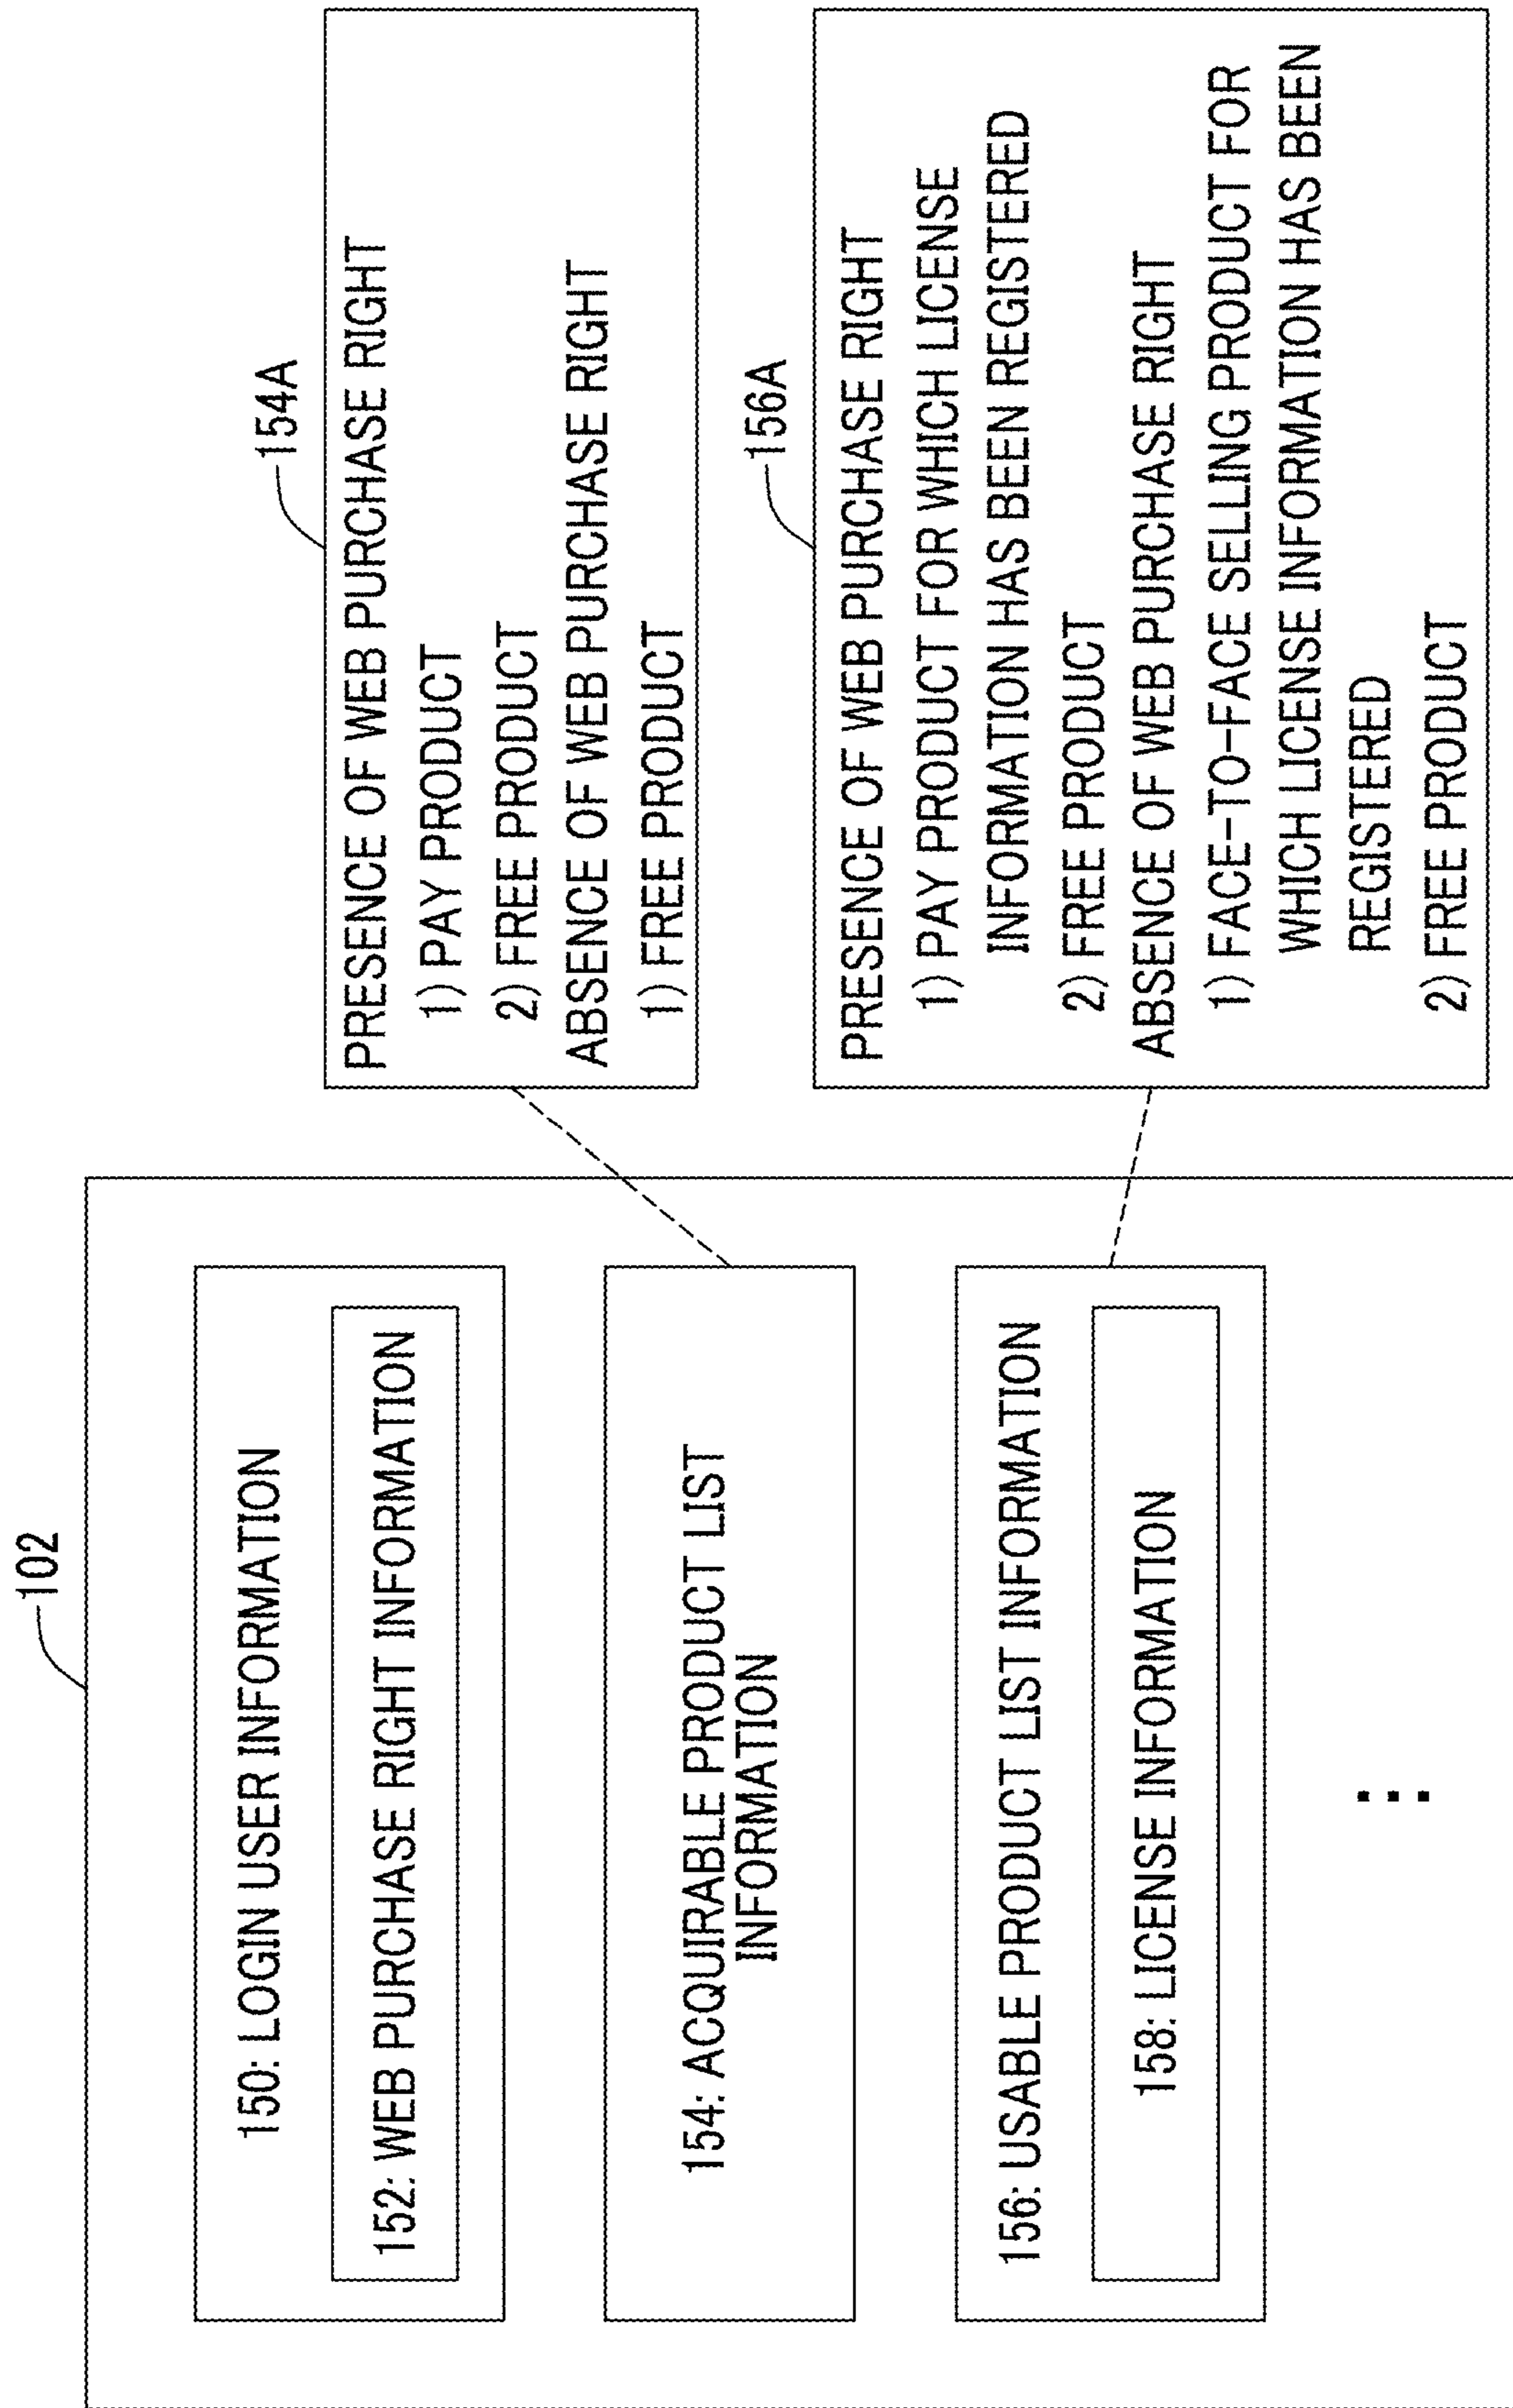 102
150: LOGIN USER INFORMATION
152: WEB PURCHASE RIGHT INFORMATION
154: ACQUIRABLE PRODUCT LIST
INFORMATION
156: USABLE PRODUCT LIST INFORMATION
158: LICENSE INFORMATION
154A
PRESENCE OF WEB PURCHASE RIGHT
1) PAY PRODUCT
2) FREE PRODUCT
ABSENCE OF WEB PURCHASE RIGHT
1) FREE PRODUCT
156A
PRESENCE OF WEB PURCHASE RIGHT
1) PAY PRODUCT FOR WHICH LICENSE
INFORMATION HAS BEEN REGISTERED
2) FREE PRODUCT
ABSENCE OF WEB PURCHASE RIGHT
1) FACE-TO-FACE SELLING PRODUCT FOR
WHICH LICENSE INFORMATION HAS BEEN
REGISTERED
2) FREE PRODUCT